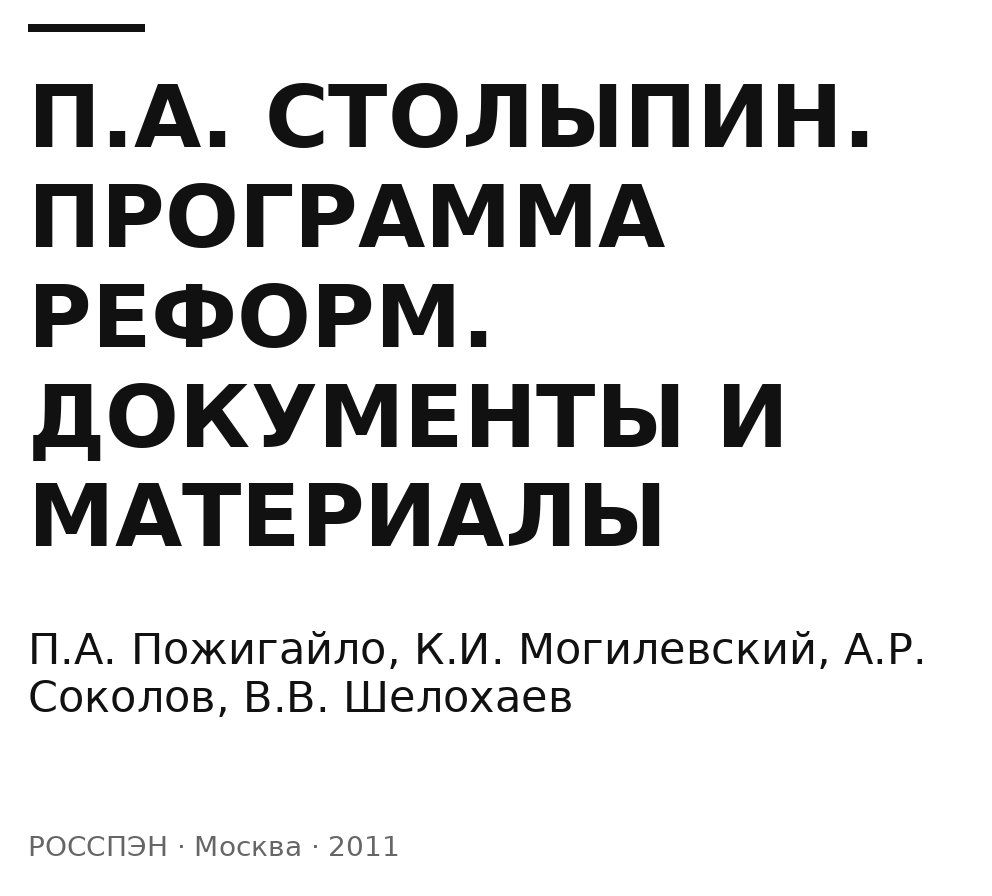 П.А. СТОЛЫПИН.
ПРОГРАММА
РЕФОРМ.
ДОКУМЕНТЫ И
МАТЕРИАЛЫ
П.А. Пожигайло, К.И. Могилевский, А.Р.
Соколов, В.В. Шелохаев
РОССПЭН · Москва · 2011